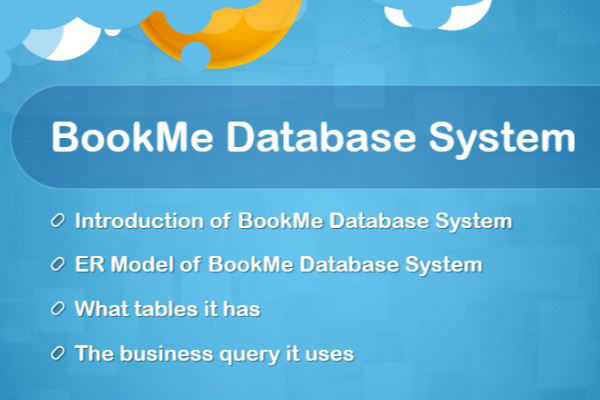 BookMe Database System
Introduction of BookMe Database System
ER Model of BookMe Database System
What tables it has
The business query it uses